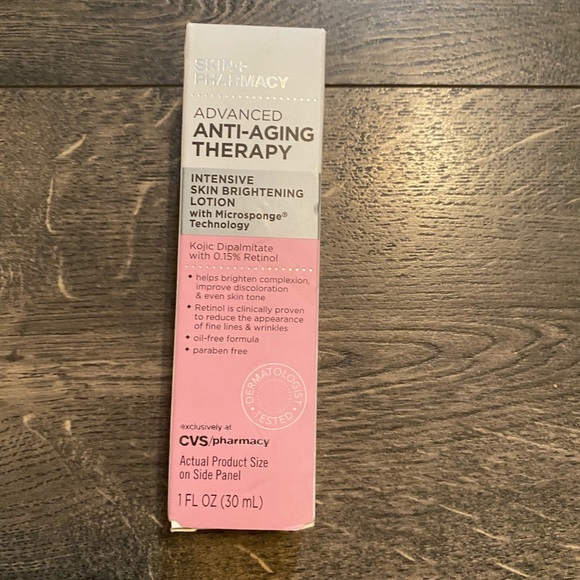 SKIN+
PHARMACY
ADVANCED
ANTI-AGING
THERAPY
INTENSIVE
SKIN BRIGHTENING
LOTION
with Microsponge®
Technology
Kojic Dipalmitate
with 0.15% Retinol
• helps brighten complexion,
improve discoloration
& even skin tone
• Retinol is clinically proven
to reduce the appearance
of fine lines & wrinkles
• oil-free formula
• paraben free
DERMATOLOGIST
• TESTED •
exclusively at
CVS/pharmacy
Actual Product Size
on Side Panel
1 FL OZ (30 mL)